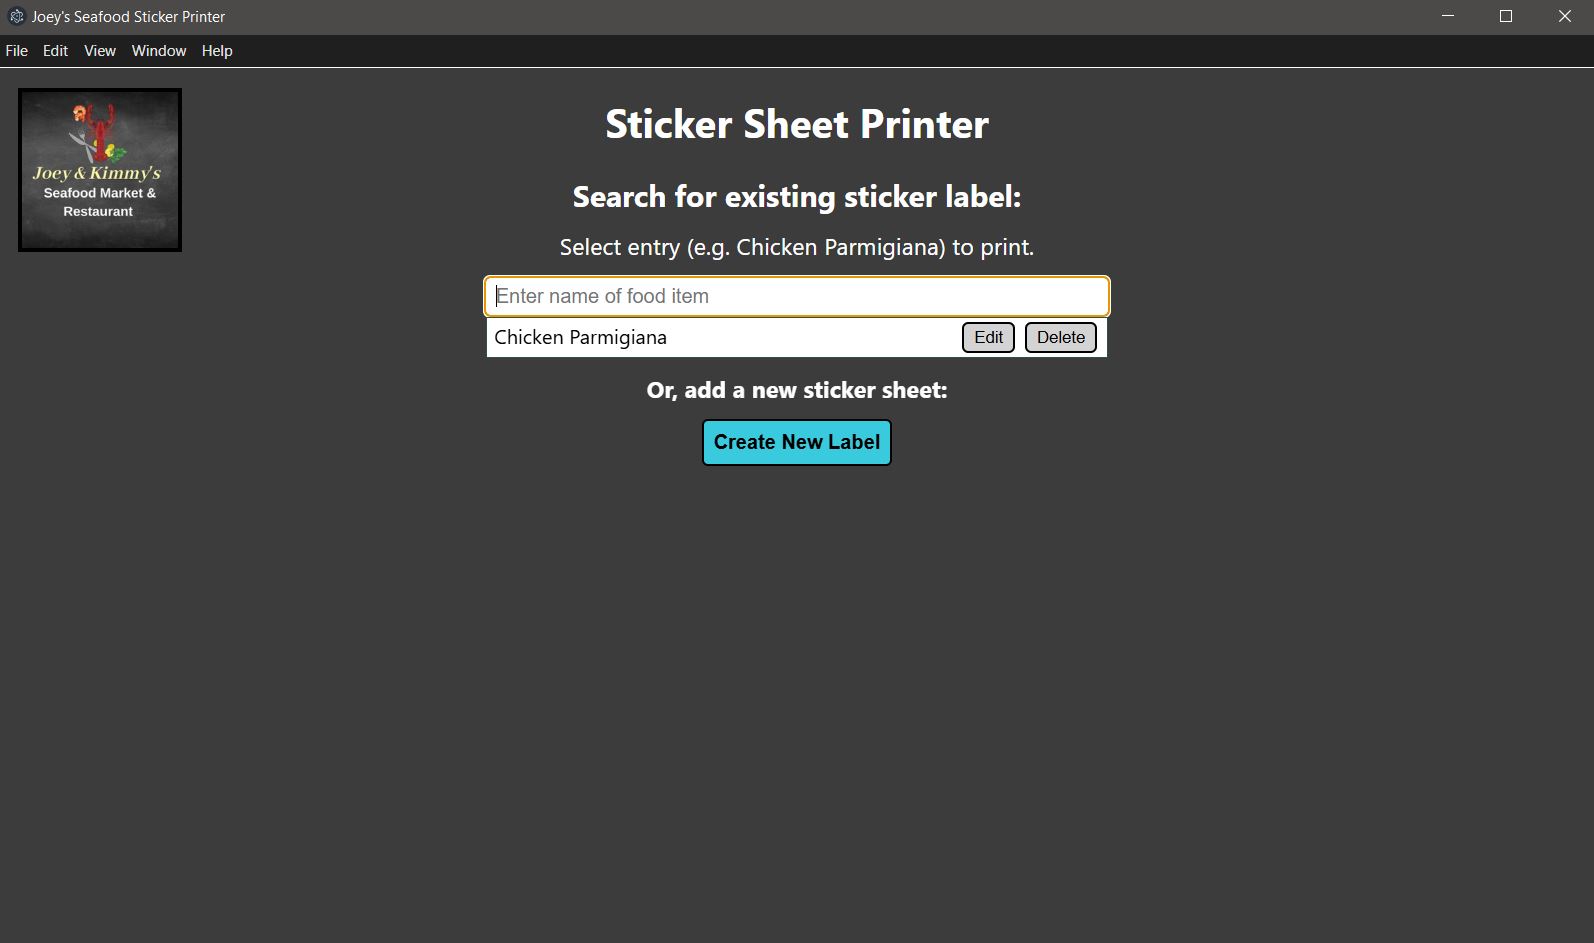 Joey's Seafood Sticker Printer
File Edit View Window Help
Joey & Kimmy's
Seafood Market &
Restaurant
Sticker Sheet Printer
Search for existing sticker label:
Select entry (e.g. Chicken Parmigiana) to print.
Enter name of food item
Chicken Parmigiana Edit Delete
Or, add a new sticker sheet:
Create New Label